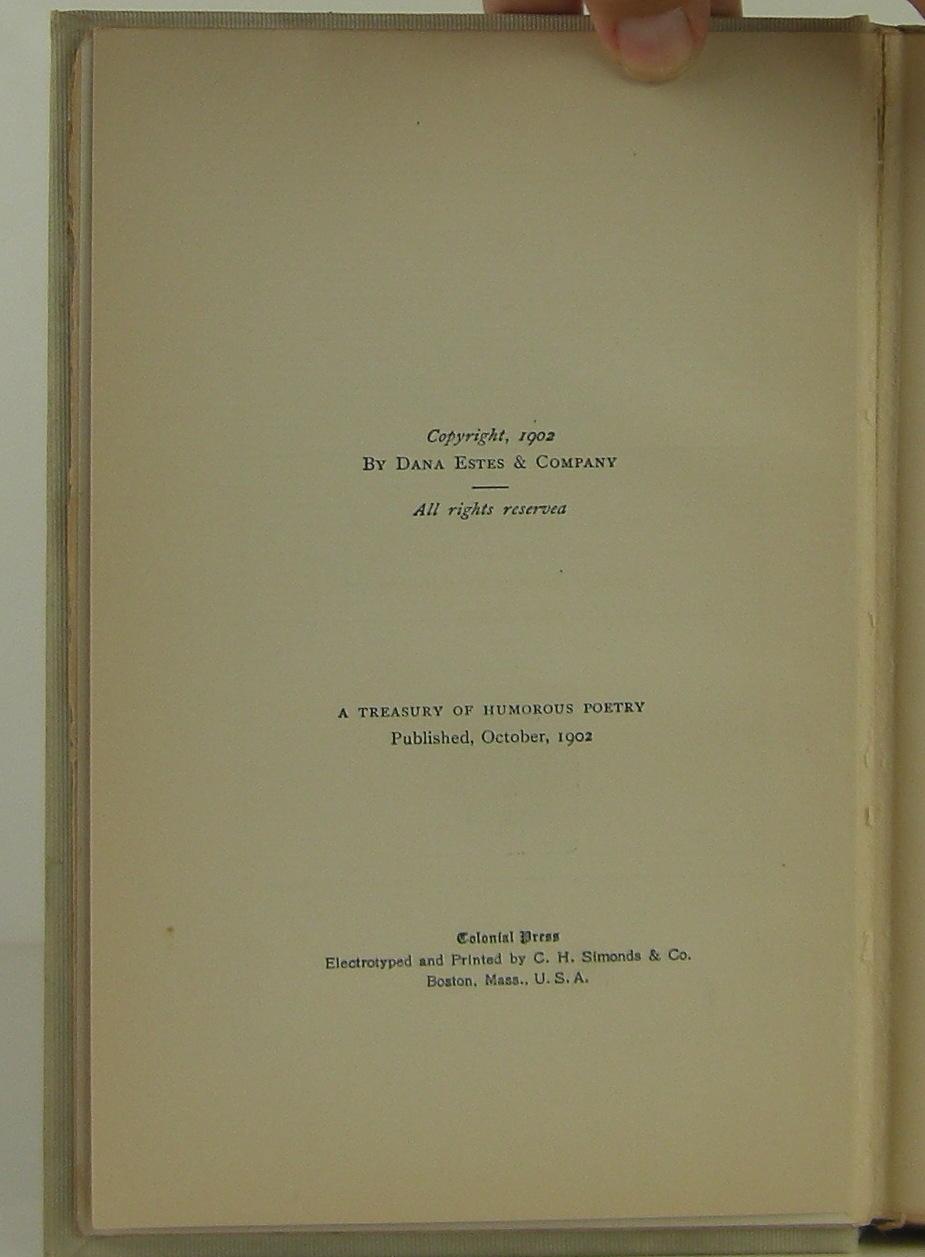 Copyright, 1902
By Dana Estes & Company
All rights reserved
A TREASURY OF HUMOROUS POETRY
Published, October, 1902
Colonial Press
Electrotyped and Printed by C. H. Simonds & Co.
Boston, Mass., U. S. A.